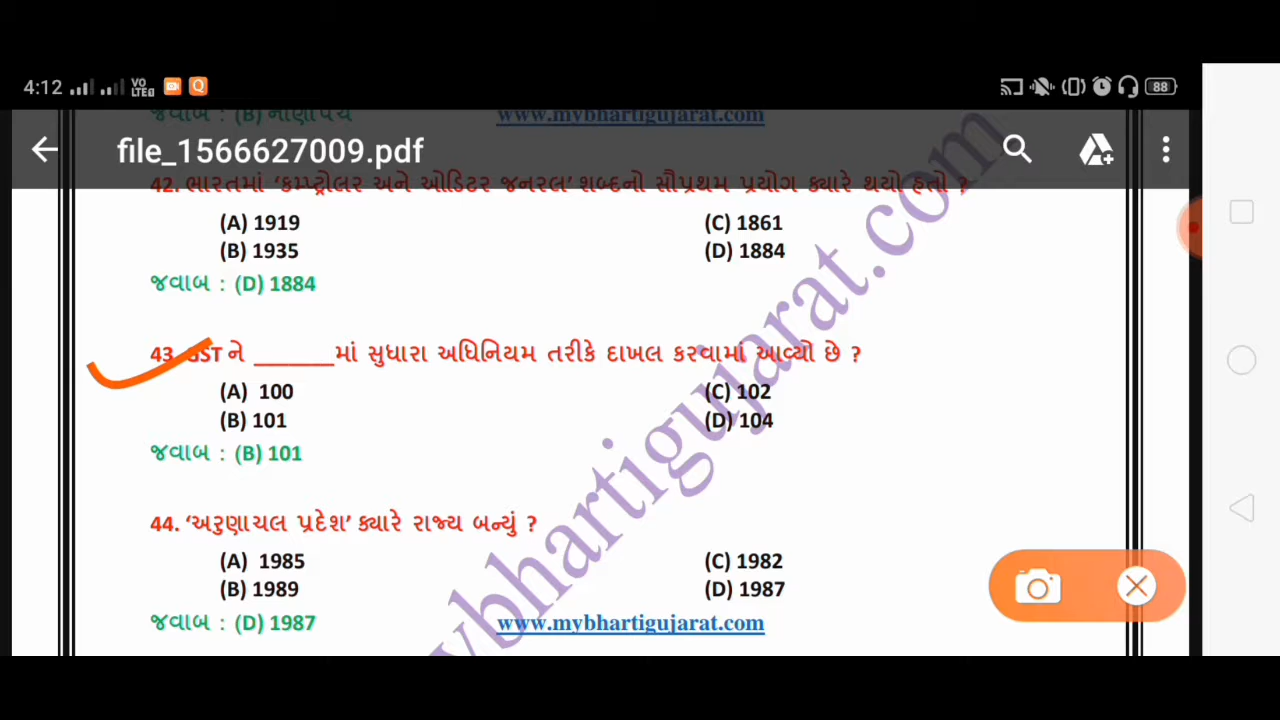 4:12 VO LTE 88
જવાબ : (B) નાણાપંચ www.mybhartigujarat.com
file_1566627009.pdf
42. ભારતમાં ‘કમ્પ્ટ્રોલર અને ઓડિટર જનરલ’ શબ્દનો સૌપ્રથમ પ્રયોગ ક્યારે થયો હતો ?
(A) 1919 (C) 1861
(B) 1935 (D) 1884
જવાબ : (D) 1884
43. GST ને _______માં સુધારા અધિનિયમ તરીકે દાખલ કરવામાં આવ્યો છે ?
(A) 100 (C) 102
(B) 101 (D) 104
જવાબ : (B) 101
44. ‘અરુણાચલ પ્રદેશ’ ક્યારે રાજ્ય બન્યું ?
(A) 1985 (C) 1982
(B) 1989 (D) 1987
જવાબ : (D) 1987 www.mybhartigujarat.com
ybhartigujarat.com